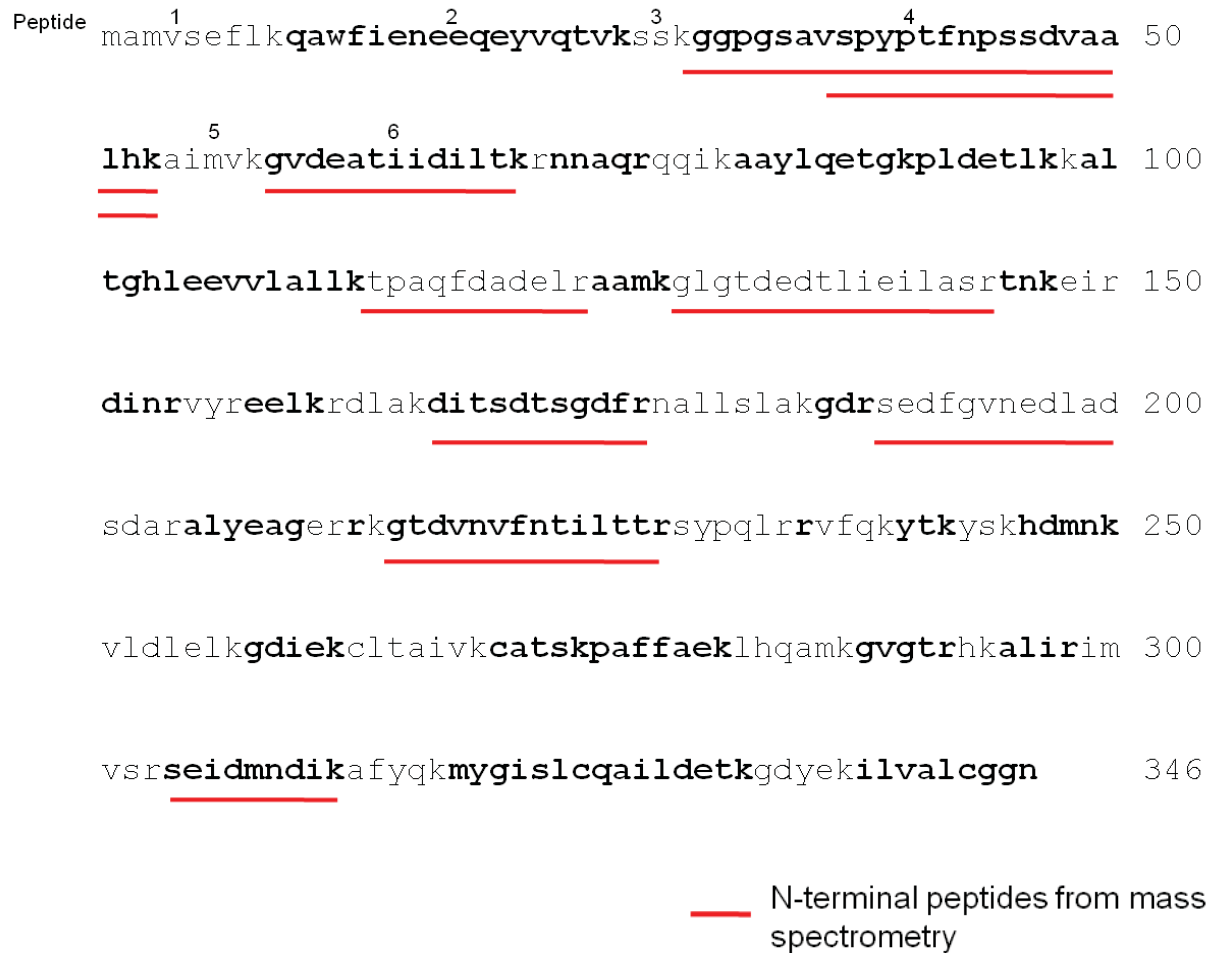 1 2 3 4
Peptide mamvseflkqawfieneeqeyvqtvksskggpgsavspyptfnpssdvaa 50
5 6
lhkaimvkgvdeatiidiltkrnnaqrqqikaaylqetgkpldetlkkal 100
tghleevvlallktpaqfdadelraamkglgtdedtlieilasrtnkeir 150
dinrvyreelkrdlakditsdtsgdfrnallslakgdrsedfgvnedlad 200
sdaralyeagerrkgtdvnvfntilttrsypqlrrvfqkytkyskhdmnk 250
vldlelkgdiekcltaivkcatskpaffaeklhqamkgvgtrhkalirim 300
vsrseidmndikafyqkmygislcqaildetkgdyekilvalcggn 346
N-terminal peptides from mass
spectrometry